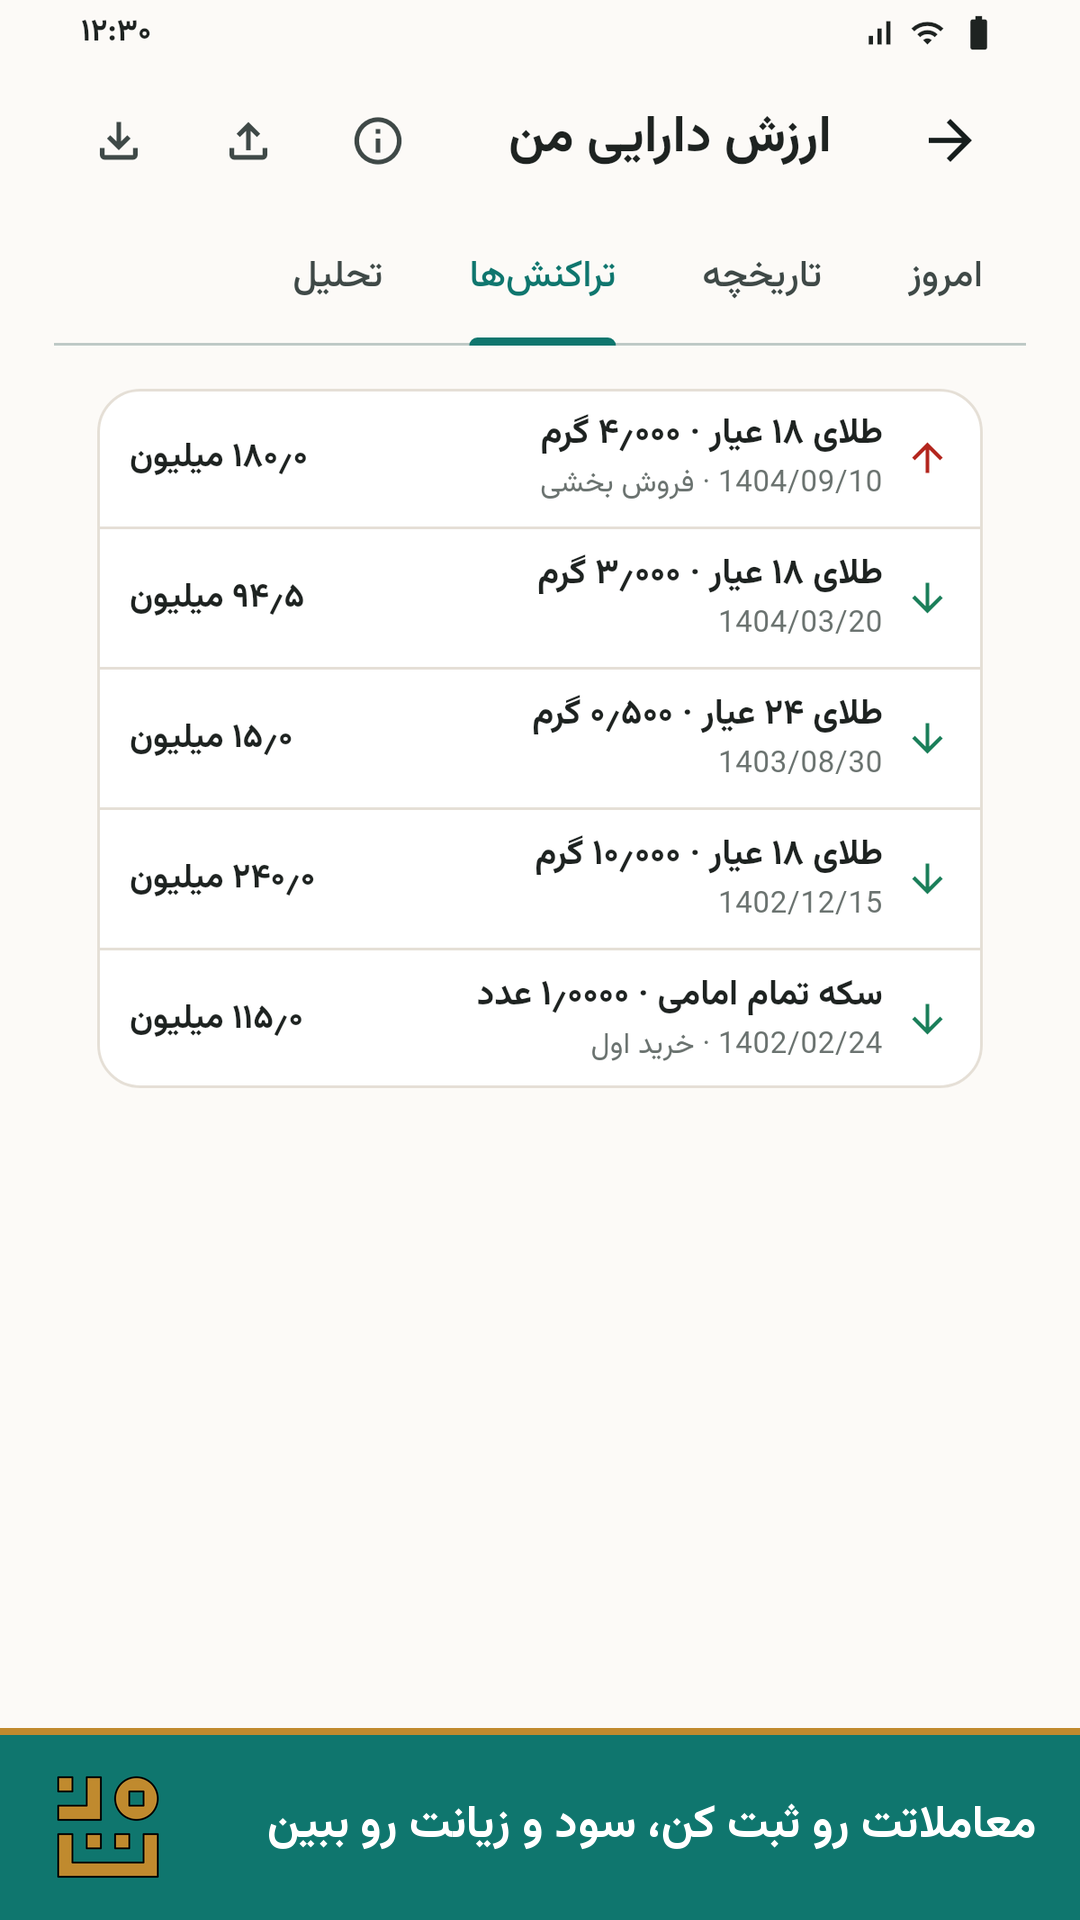 ۱۲:۳۰
ارزش دارایی من
امروز تاریخچه تراکنش‌ها تحلیل
طلای ۱۸ عیار · ۴٫۰۰۰ گرم
1404/09/10 · فروش بخشی
۱۸۰٫۰ میلیون
طلای ۱۸ عیار · ۳٫۰۰۰ گرم
1404/03/20
۹۴٫۵ میلیون
طلای ۲۴ عیار · ۰٫۵۰۰ گرم
1403/08/30
۱۵٫۰ میلیون
طلای ۱۸ عیار · ۱۰٫۰۰۰ گرم
1402/12/15
۲۴۰٫۰ میلیون
سکه تمام امامی · ۱٫۰۰۰۰ عدد
1402/02/24 · خرید اول
۱۱۵٫۰ میلیون
معاملاتت رو ثبت کن، سود و زیانت رو ببین